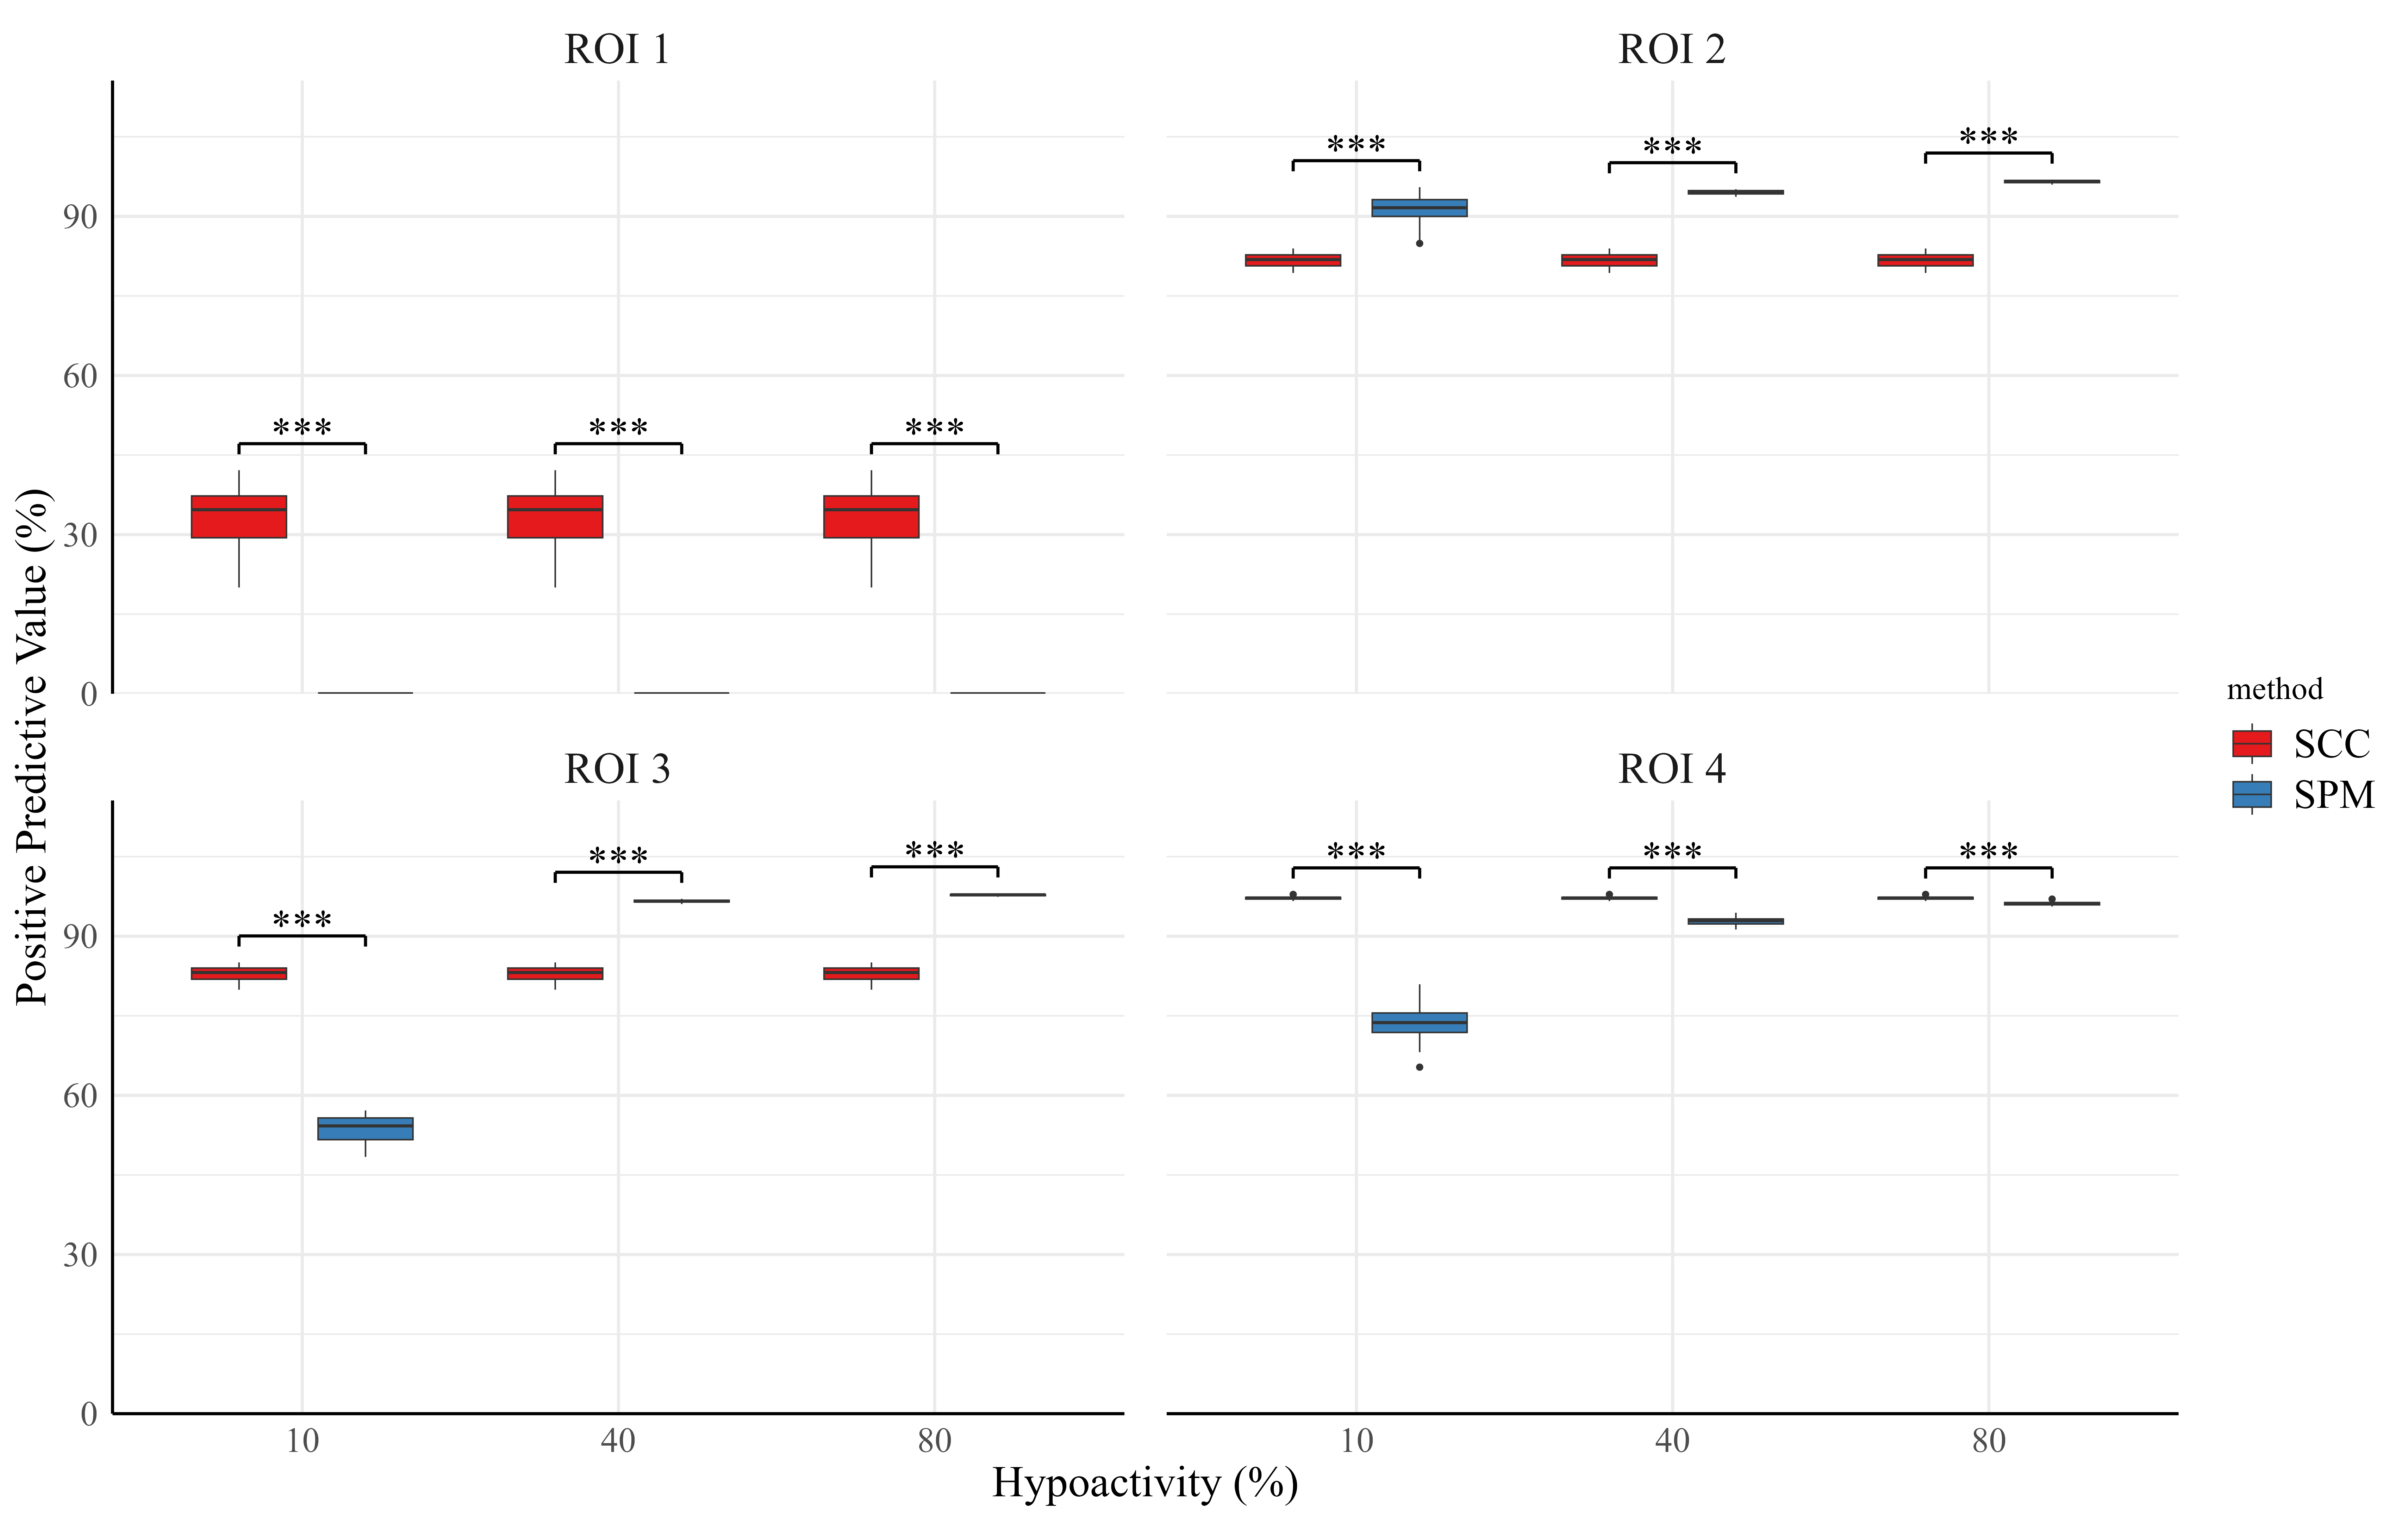 ROI 1
ROI 2
*** *** ***
90
60
*** *** ***
30
0
ROI 3
ROI 4
*** *** ***
*** *** ***
90
60
30
0
10 40 80
10 40 80
Positive Predictive Value (%)
Hypoactivity (%)
method
SCC
SPM